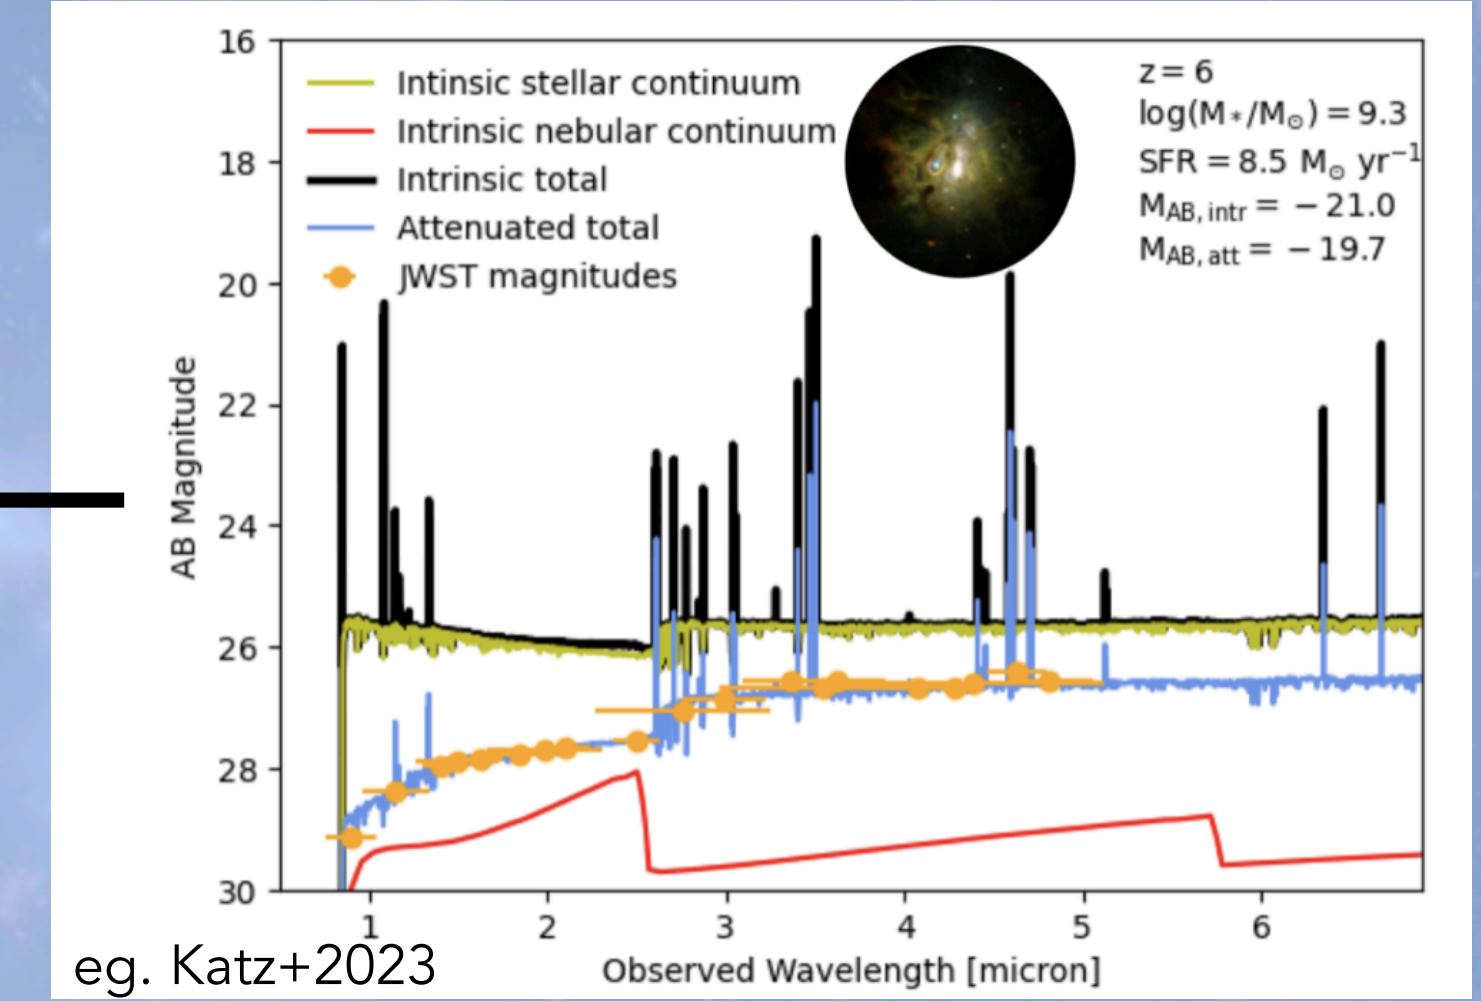 16
18
20
22
24
26
28
30
AB Magnitude
Intinsic stellar continuum
Intrinsic nebular continuum
Intrinsic total
Attenuated total
JWST magnitudes
z = 6
log(M∗/M⊙) = 9.3
SFR = 8.5 M⊙ yr⁻¹
M_AB, intr = −21.0
M_AB, att = −19.7
1 2 3 4 5 6
Observed Wavelength [micron]
eg. Katz+2023